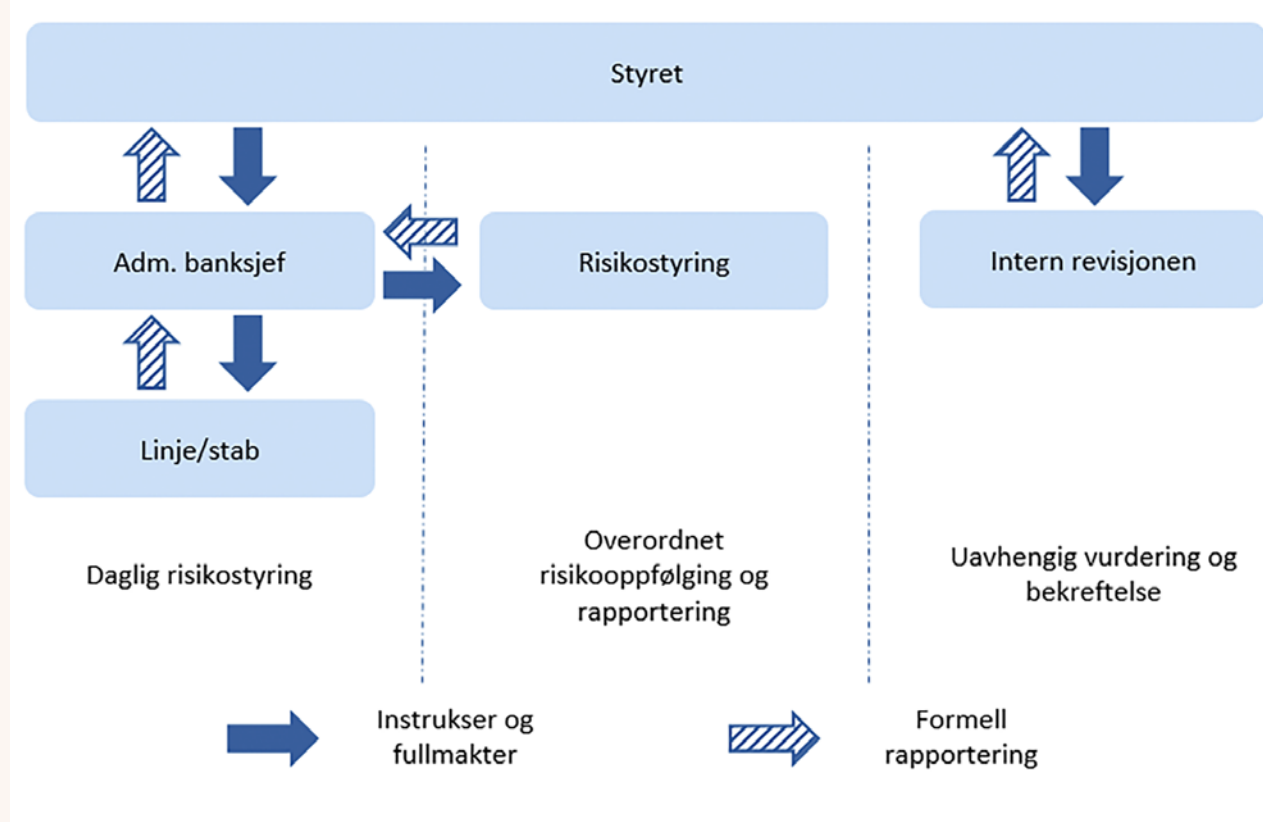 Styret
Adm. banksjef
Risikostyring
Intern revisjonen
Linje/stab
Daglig risikostyring
Overordnet
risikooppfølging og
rapportering
Uavhengig vurdering og
bekreftelse
Instrukser og
fullmakter
Formell
rapportering